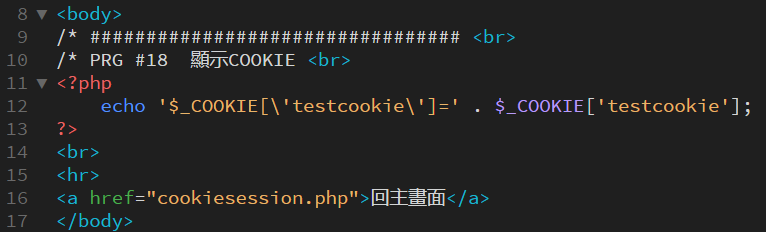 8 ▼ <body>
9 /* ################################# <br>
10 /* PRG #18  顯示COOKIE <br>
11 ▼ <?php
12     echo '$_COOKIE[\'testcookie\']=' . $_COOKIE['testcookie'];
13 ?>
14 <br>
15 <hr>
16 <a href="cookiesession.php">回主畫面</a>
17 </body>